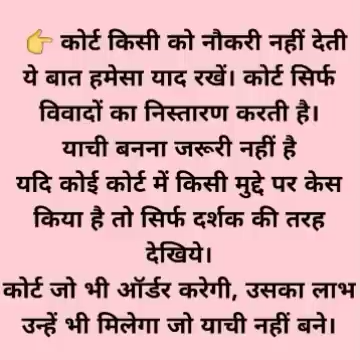 👉 कोर्ट किसी को नौकरी नहीं देती
ये बात हमेसा याद रखें। कोर्ट सिर्फ
विवादों का निस्तारण करती है।
याची बनना जरूरी नहीं है
यदि कोई कोर्ट में किसी मुद्दे पर केस
किया है तो सिर्फ दर्शक की तरह
देखिये।
कोर्ट जो भी ऑर्डर करेगी, उसका लाभ
उन्हें भी मिलेगा जो याची नहीं बने।